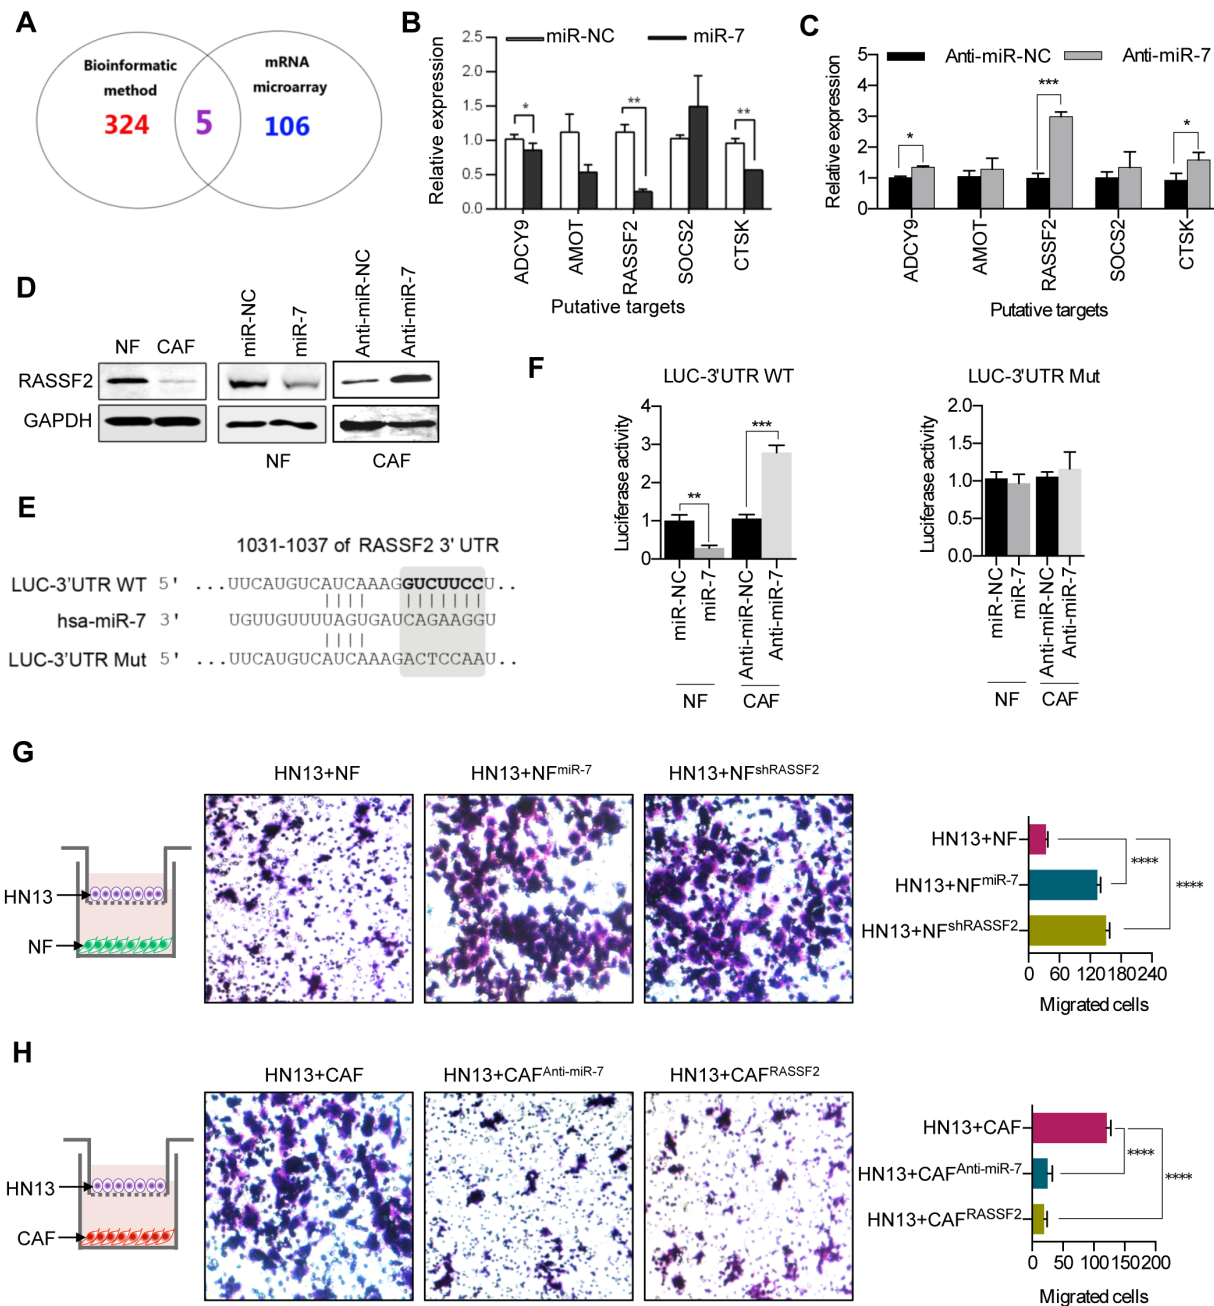 A
Bioinformatic
method
324
5
mRNA
microarray
106
B
miR-NC
miR-7
Relative expression
2.5
2.0
1.5
1.0
0.5
0.0
*
**
**
ADCY9
AMOT
RASSF2
SOCS2
CTSK
Putative targets
C
Anti-miR-NC
Anti-miR-7
Relative expression
5
4
3
2
1
0
*
***
*
ADCY9
AMOT
RASSF2
SOCS2
CTSK
Putative targets
D
NF CAF
miR-NC
miR-7
Anti-miR-NC
Anti-miR-7
RASSF2
GAPDH
NF
CAF
E
1031-1037 of RASSF2 3' UTR
LUC-3'UTR WT 5' ...UUCAUGUCAUCAAAGGUCUUCCU..
hsa-miR-7 3' UGUUGUUUUAGUGAUCAGAAGGU
LUC-3'UTR Mut 5' ...UUCAUGUCAUCAAAGACUCCAAU..
F
LUC-3'UTR WT
Luciferase activity
4
3
2
1
0
**
***
miR-NC
miR-7
Anti-miR-NC
Anti-miR-7
NF
CAF
LUC-3'UTR Mut
Luciferase activity
2.0
1.5
1.0
0.5
0.0
miR-NC
miR-7
Anti-miR-NC
Anti-miR-7
NF
CAF
G
HN13+NF
HN13+NFmiR-7
HN13+NFshRASSF2
HN13
NF
HN13+NF
HN13+NFmiR-7
HN13+NFshRASSF2
****
****
0 60 120 180 240
Migrated cells
H
HN13+CAF
HN13+CAFAnti-miR-7
HN13+CAFRASSF2
HN13
CAF
HN13+CAF
HN13+CAFAnti-miR-7
HN13+CAFRASSF2
****
****
0 50 100 150 200
Migrated cells